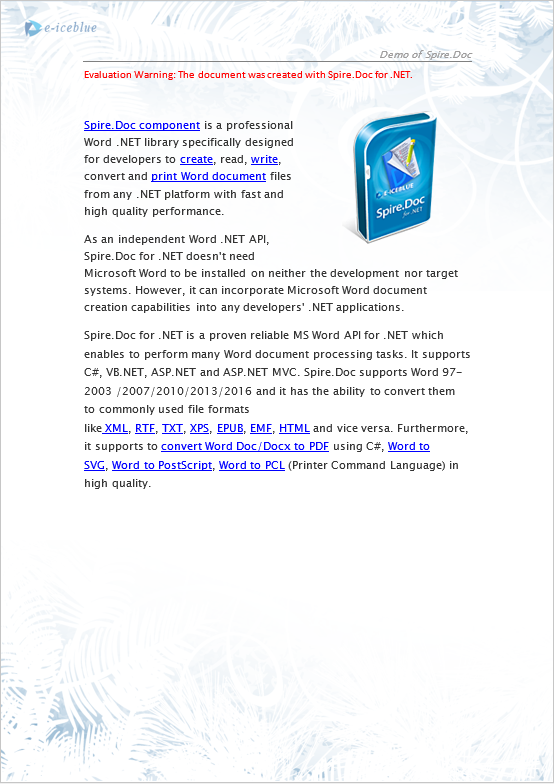 e-iceblue
Demo of Spire.Doc
Evaluation Warning: The document was created with Spire.Doc for .NET.
Spire.Doc component is a professional
Word .NET library specifically designed
for developers to create, read, write,
convert and print Word document files
from any .NET platform with fast and
high quality performance.
E-ICEBLUE
Spire.Doc
for .NET
As an independent Word .NET API,
Spire.Doc for .NET doesn't need
Microsoft Word to be installed on neither the development nor target
systems. However, it can incorporate Microsoft Word document
creation capabilities into any developers' .NET applications.
Spire.Doc for .NET is a proven reliable MS Word API for .NET which
enables to perform many Word document processing tasks. It supports
C#, VB.NET, ASP.NET and ASP.NET MVC. Spire.Doc supports Word 97-
2003 /2007/2010/2013/2016 and it has the ability to convert them
to commonly used file formats
like XML, RTF, TXT, XPS, EPUB, EMF, HTML and vice versa. Furthermore,
it supports to convert Word Doc/Docx to PDF using C#, Word to
SVG, Word to PostScript, Word to PCL (Printer Command Language) in
high quality.